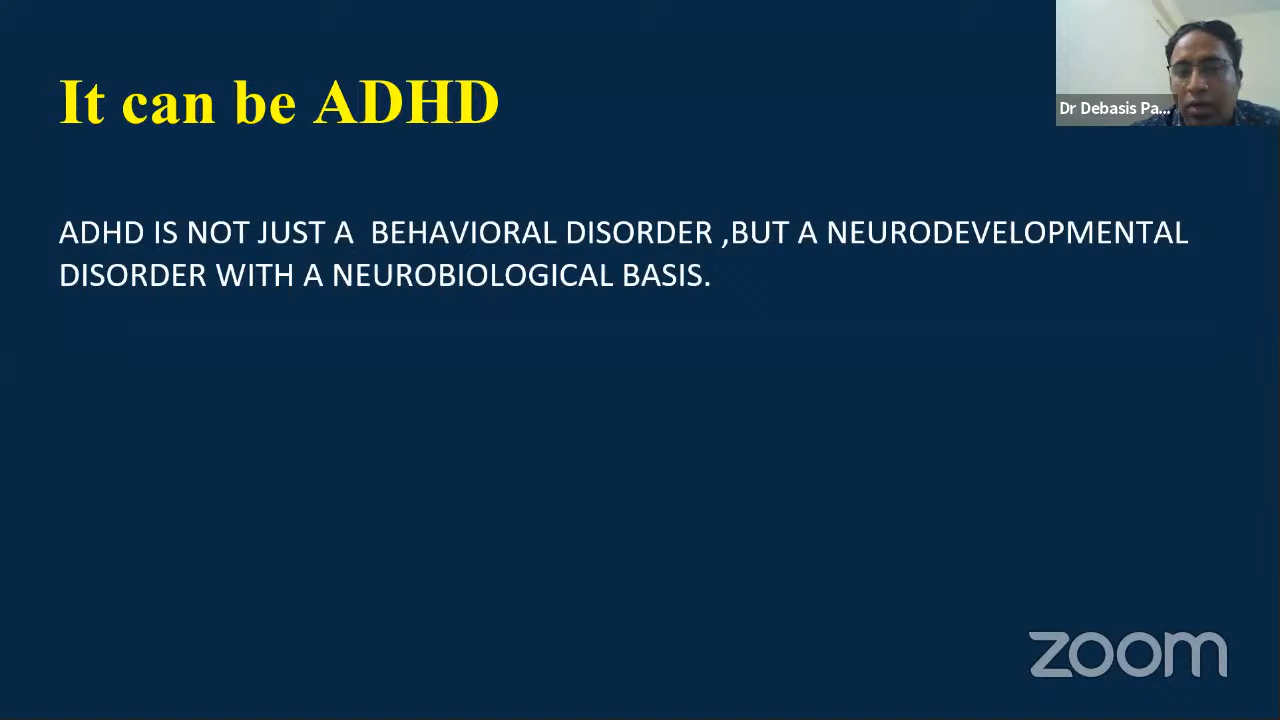 It can be ADHD
Dr Debasis Pa...
ADHD IS NOT JUST A  BEHAVIORAL DISORDER ,BUT A NEURODEVELOPMENTAL
DISORDER WITH A NEUROBIOLOGICAL BASIS.
zoom